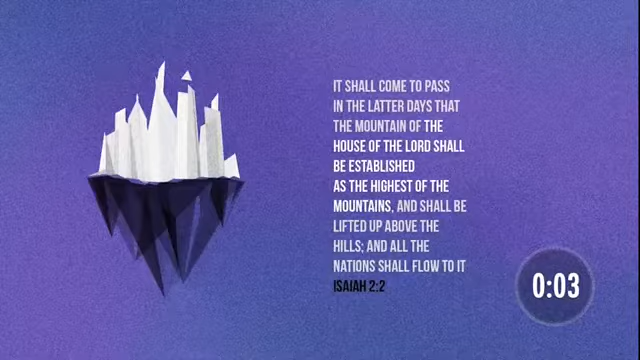 IT SHALL COME TO PASS
IN THE LATTER DAYS THAT
THE MOUNTAIN OF THE
HOUSE OF THE LORD SHALL
BE ESTABLISHED
AS THE HIGHEST OF THE
MOUNTAINS, AND SHALL BE
LIFTED UP ABOVE THE
HILLS; AND ALL THE
NATIONS SHALL FLOW TO IT
ISAIAH 2:2
0:03